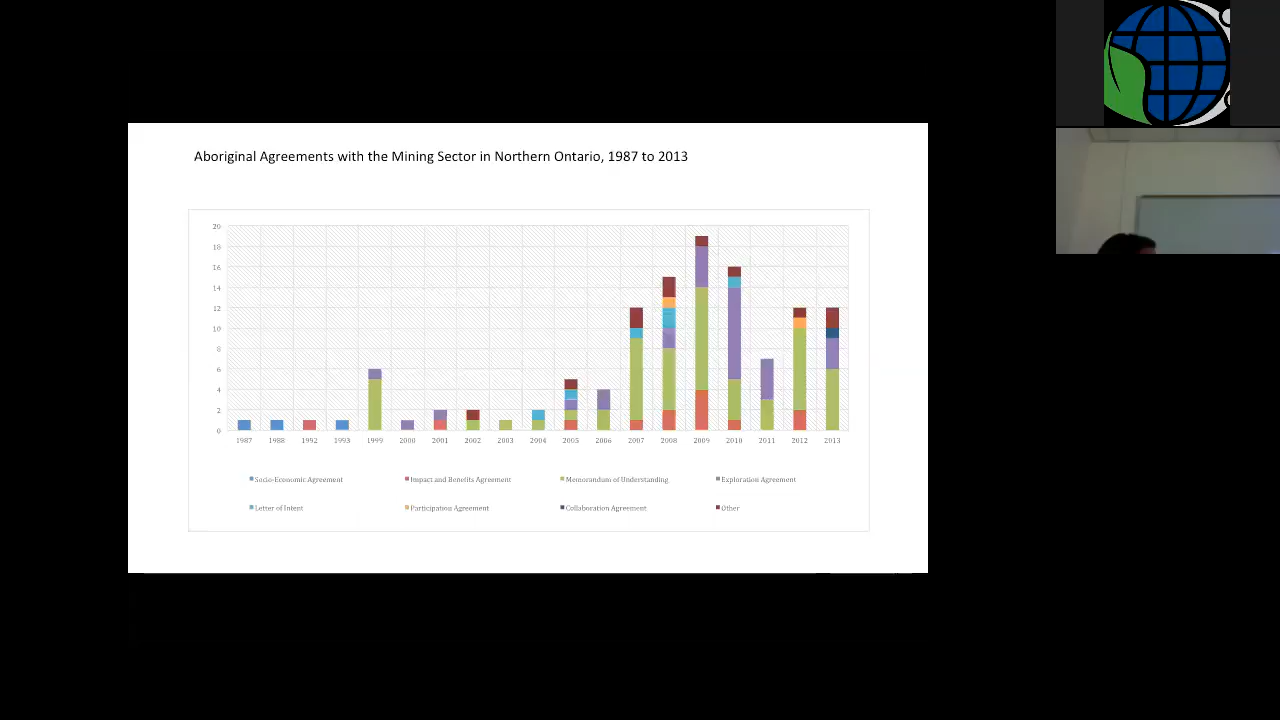 Aboriginal Agreements with the Mining Sector in Northern Ontario, 1987 to 2013
20
18
16
14
12
10
8
6
4
2
0
1987 1988 1992 1993 1999 2000 2001 2002 2003 2004 2005 2006 2007 2008 2009 2010 2011 2012 2013
Socio-Economic Agreement Impact and Benefits Agreement Memorandum of Understanding Exploration Agreement
Letter of Intent Participation Agreement Collaboration Agreement Other